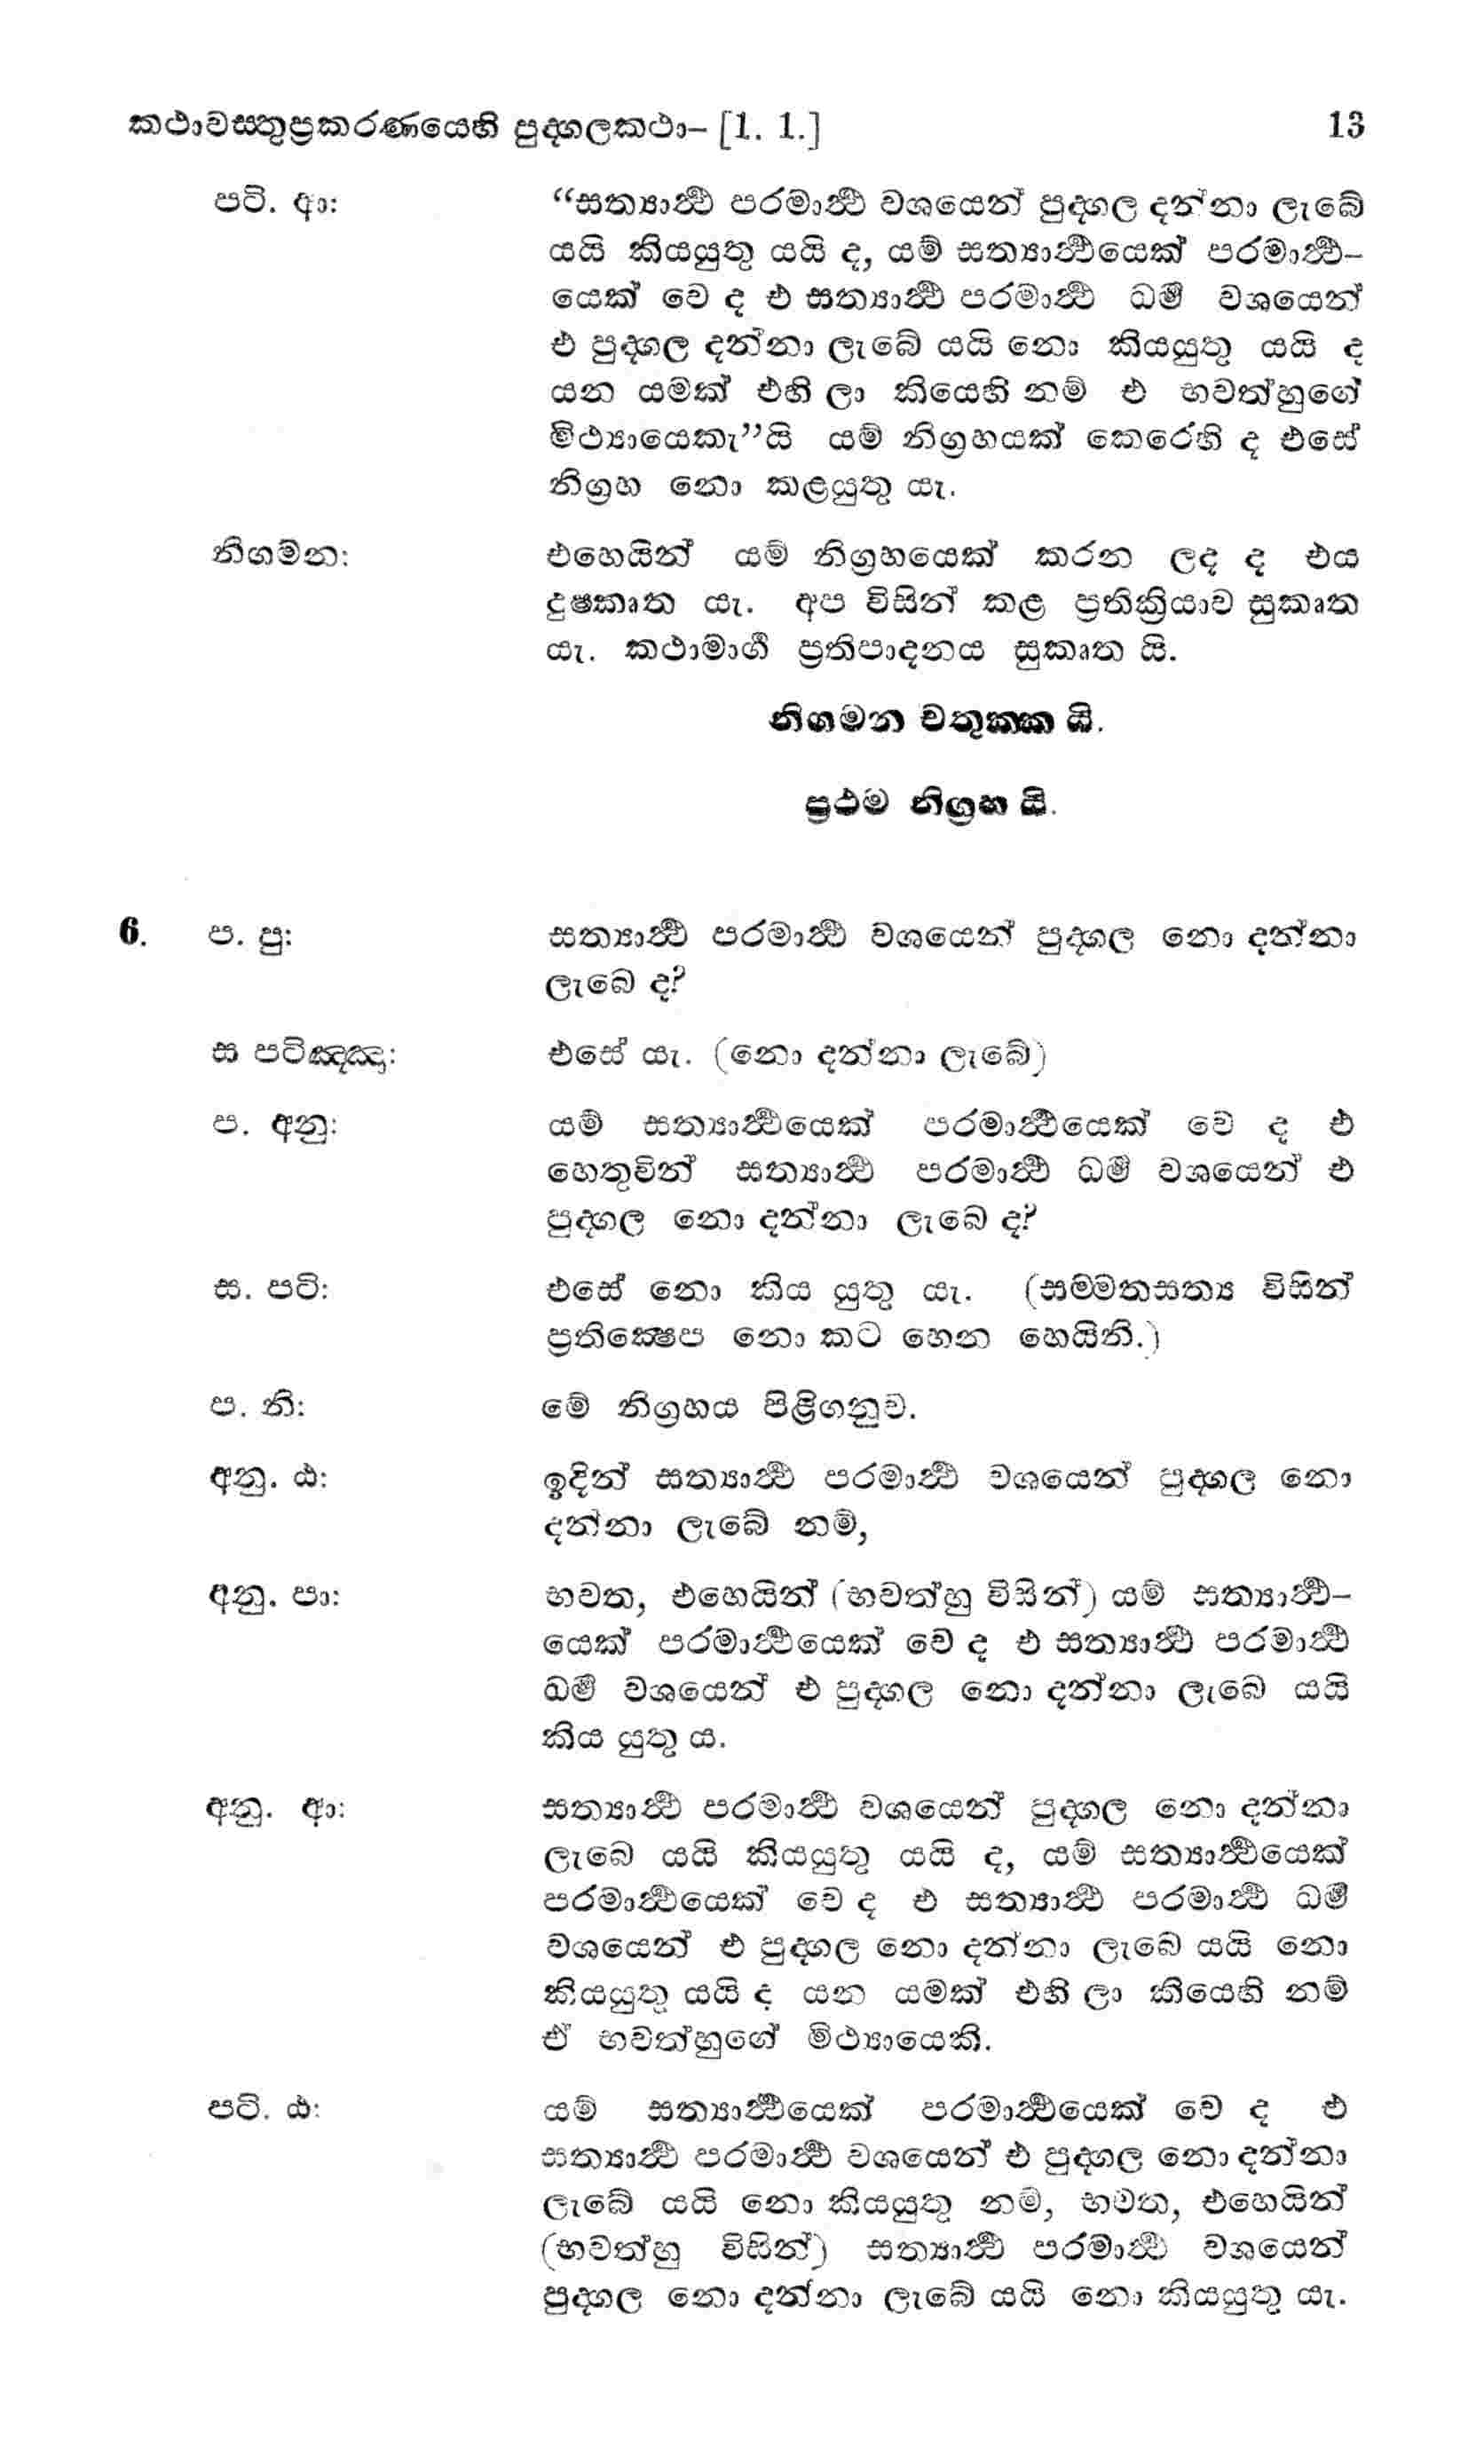 කථාවස්තුප්‍රකරණයෙහි පුද්ගලකථා– [1. 1.] 13
පටි. ආ: “සත්‍යාර්ථ පරමාර්ථ වශයෙන් පුද්ගල දන්නා ලැබේ
යයි කියයුතු යයි ද, යම් සත්‍යාර්ථයෙක් පරමාර්ථ–
යෙක් වෙ ද එ සත්‍යාර්ථ පරමාර්ථ ධර්‍ම වශයෙන්
එ පුද්ගල දන්නා ලැබේ යයි නො කියයුතු යයි ද
යන යමක් එහි ලා කියෙහි නම් එ භවත්හුගේ
මිථ්‍යායෙකැ”යි යම් නිග්‍රහයක් කෙරෙහි ද එසේ
නිග්‍රහ නො කළයුතු යැ.
නිගම්න: එහෙයින් යම් නිග්‍රහයෙක් කරන ලද ද එය
දුෂ්කෘත යැ. අප විසින් කළ ප්‍රතික්‍රියාව සුකෘත
යැ. කථාමාර්ග ප්‍රතිපාදනය සුකෘත යි.
නිගමන චතුක්ක යි.
ප්‍රථම නිග්‍රහ යි.
6. ප. පු: සත්‍යාර්ථ පරමාර්ථ වශයෙන් පුද්ගල නො දන්නා
ලැබෙ ද?
ස පටිඤ්ඤා: එසේ යැ. (නො දන්නා ලැබේ)
ප. අනු: යම් සත්‍යාර්ථයෙක් පරමාර්ථයෙක් වෙ ද එ
හෙතුවින් සත්‍යාර්ථ පරමාර්ථ ධර්‍ම වශයෙන් එ
පුද්ගල නො දන්නා ලැබෙ ද?
ස. පටි: එසේ නො කිය යුතු යැ. (සම්මතසත්‍ය විසින්
ප්‍රතික්‍ෂෙප නො කට හෙන හෙයිනි.)
ප. නි: මේ නිග්‍රහය පිළිගනුව.
අනු. ඨ: ඉදින් සත්‍යාර්ථ පරමාර්ථ වශයෙන් පුද්ගල නො
දන්නා ලැබේ නම්,
අනු. පා: භවත, එහෙයින් (භවත්හු විසින්) යම් සත්‍යාර්ථ–
යෙක් පරමාර්ථයෙක් වෙ ද එ සත්‍යාර්ථ පරමාර්ථ
ධර්‍ම වශයෙන් එ පුද්ගල නො දන්නා ලැබෙ යයි
කිය යුතු ය.
අනු. ආ: සත්‍යාර්ථ පරමාර්ථ වශයෙන් පුද්ගල නො දන්නා
ලැබෙ යයි කියයුතු යයි ද, යම් සත්‍යාර්ථයෙක්
පරමාර්ථයෙක් වෙ ද එ සත්‍යාර්ථ පරමාර්ථ ධර්‍ම
වශයෙන් එ පුද්ගල නො දන්නා ලැබෙ යයි නො
කියයුතු යයි ද යන යමක් එහි ලා කියෙහි නම්
ඒ භවත්හුගේ මිථ්‍යායෙකි.
පටි. ඨ: යම් සත්‍යාර්ථයෙක් පරමාර්ථයෙක් වෙ ද එ
සත්‍යාර්ථ පරමාර්ථ වශයෙන් එ පුද්ගල නො දන්නා
ලැබේ යයි නො කියයුතු නම්, භවත, එහෙයින්
(භවත්හු විසින්) සත්‍යාර්ථ පරමාර්ථ වශයෙන්
පුද්ගල නො දන්නා ලැබේ යයි නො කියයුතු යැ.